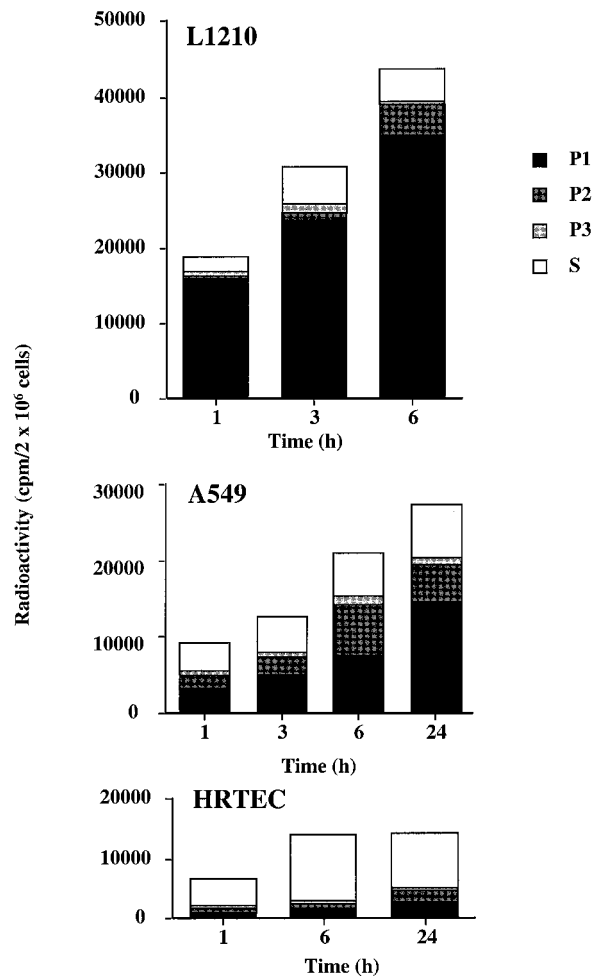 L1210
50000
40000
30000
20000
10000
0
1 3 6
Time (h)
P1
P2
P3
S
Radioactivity (cpm/2 x 10⁶ cells)
A549
30000
20000
10000
0
1 3 6 24
Time (h)
HRTEC
20000
10000
0
1 6 24
Time (h)